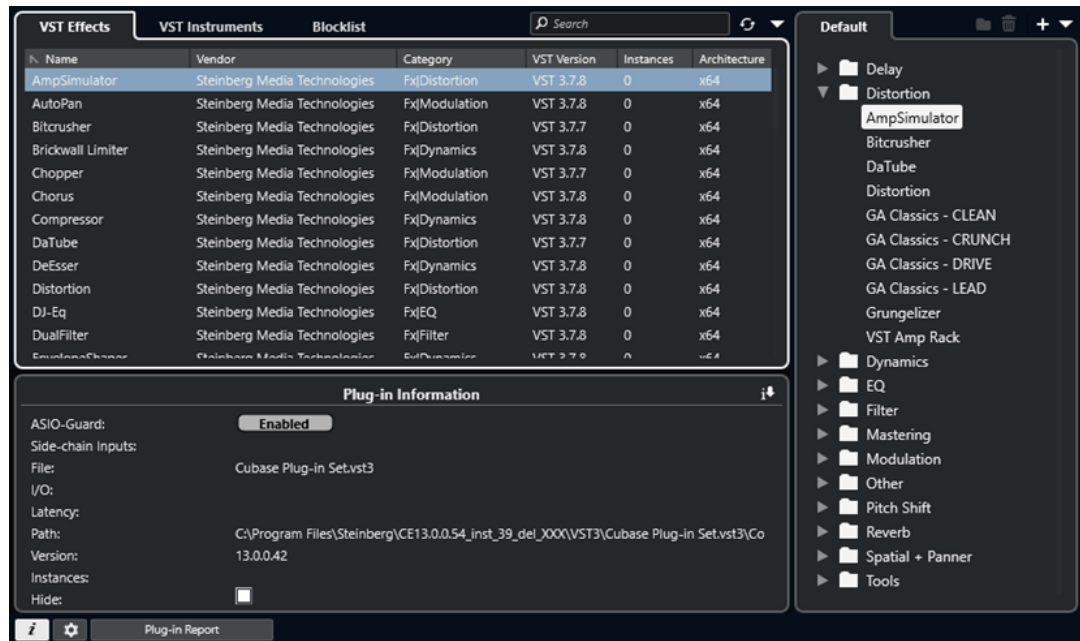 VST Effects VST Instruments Blocklist Search
Name Vendor Category VST Version Instances Architecture
AmpSimulator Steinberg Media Technologies Fx|Distortion VST 3.7.8 0 x64
AutoPan Steinberg Media Technologies Fx|Modulation VST 3.7.8 0 x64
Bitcrusher Steinberg Media Technologies Fx|Distortion VST 3.7.7 0 x64
Brickwall Limiter Steinberg Media Technologies Fx|Dynamics VST 3.7.8 0 x64
Chopper Steinberg Media Technologies Fx|Modulation VST 3.7.7 0 x64
Chorus Steinberg Media Technologies Fx|Modulation VST 3.7.8 0 x64
Compressor Steinberg Media Technologies Fx|Dynamics VST 3.7.8 0 x64
DaTube Steinberg Media Technologies Fx|Distortion VST 3.7.7 0 x64
DeEsser Steinberg Media Technologies Fx|Dynamics VST 3.7.8 0 x64
Distortion Steinberg Media Technologies Fx|Distortion VST 3.7.8 0 x64
DJ-Eq Steinberg Media Technologies Fx|EQ VST 3.7.8 0 x64
DualFilter Steinberg Media Technologies Fx|Filter VST 3.7.8 0 x64
EnvelopeShaper Steinberg Media Technologies Fx|Dynamics VST 3.7.8 0 x64
Plug-in Information
ASIO-Guard: Enabled
Side-chain Inputs:
File: Cubase Plug-in Set.vst3
I/O:
Latency:
Path: C:\Program Files\Steinberg\CE13.0.0.54_inst_39_del_XXX\VST3\Cubase Plug-in Set.vst3\Co
Version: 13.0.0.42
Instances:
Hide:
i Plug-in Report
Default
Delay
Distortion
AmpSimulator
Bitcrusher
DaTube
Distortion
GA Classics - CLEAN
GA Classics - CRUNCH
GA Classics - DRIVE
GA Classics - LEAD
Grungelizer
VST Amp Rack
Dynamics
EQ
Filter
Mastering
Modulation
Other
Pitch Shift
Reverb
Spatial + Panner
Tools